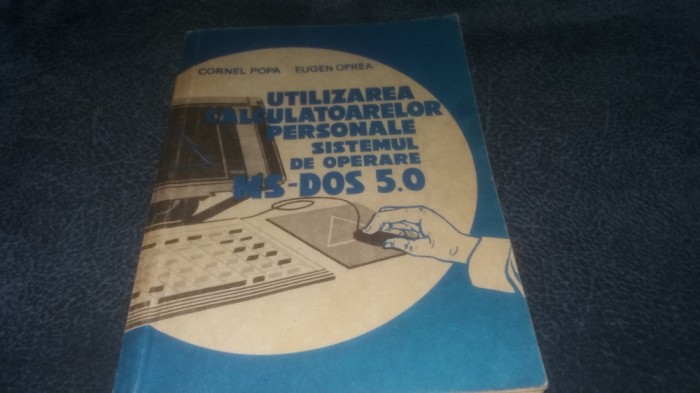 CORNEL POPA EUGEN OPREA
UTILIZAREA
CALCULATOARELOR
PERSONALE
SISTEMUL
DE OPERARE
MS-DOS 5.0